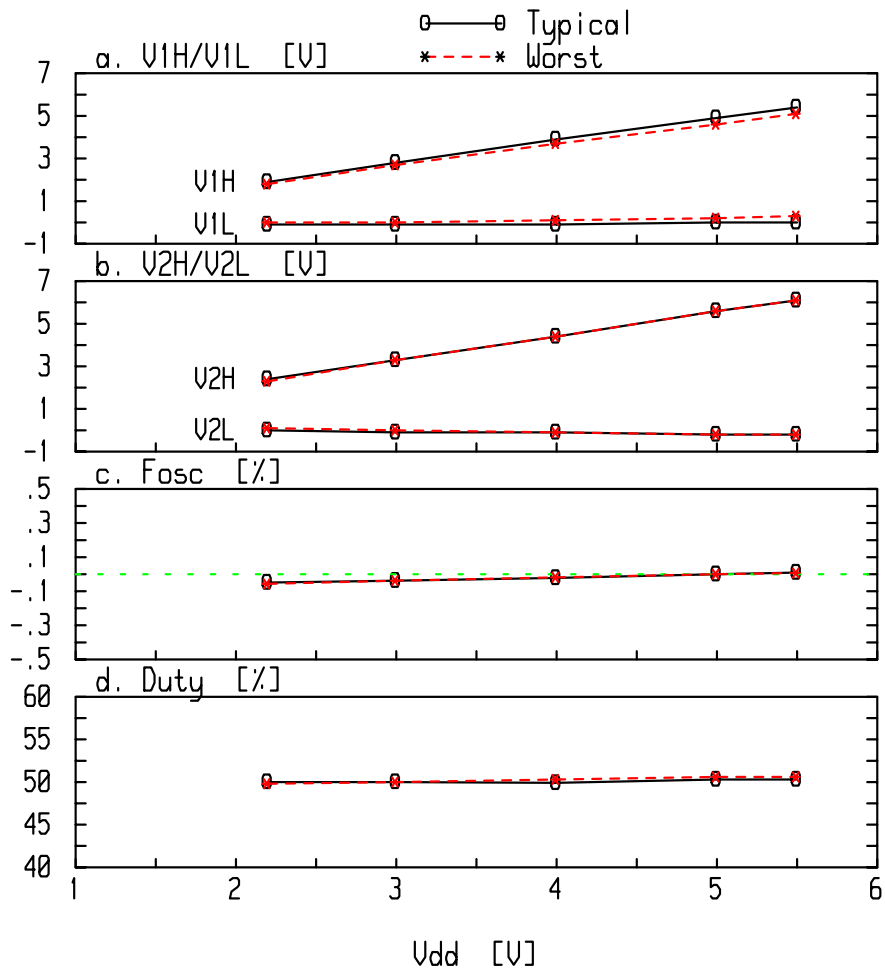 Typical
Worst
a. V1H/V1L [V]
7
5
3
1
-1
V1H
V1L
b. V2H/V2L [V]
7
5
3
1
-1
V2H
V2L
c. Fosc [%]
.5
.3
.1
-.1
-.3
-.5
d. Duty [%]
60
55
50
45
40
1 2 3 4 5 6
Vdd [V]